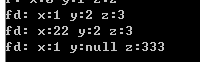 fd: x:1 y:2 z:3
fd: x:22 y:2 z:3
fd: x:1 y:null z:333